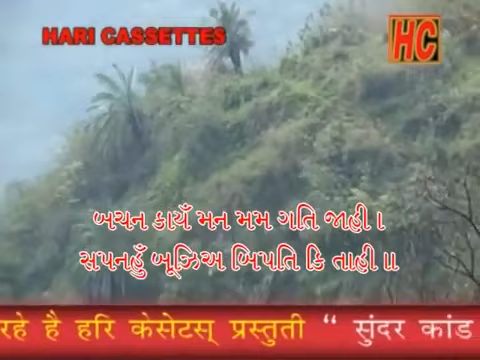 HARI CASSETTES
HC
બચન કાયઁ મન મમ ગતિ જાહી ।
સપનહુઁ બૂઝિઅ બિપતિ કિ તાહી ॥
रहे है हरि केसेटस् प्रस्तुती “ सुंदर कांड